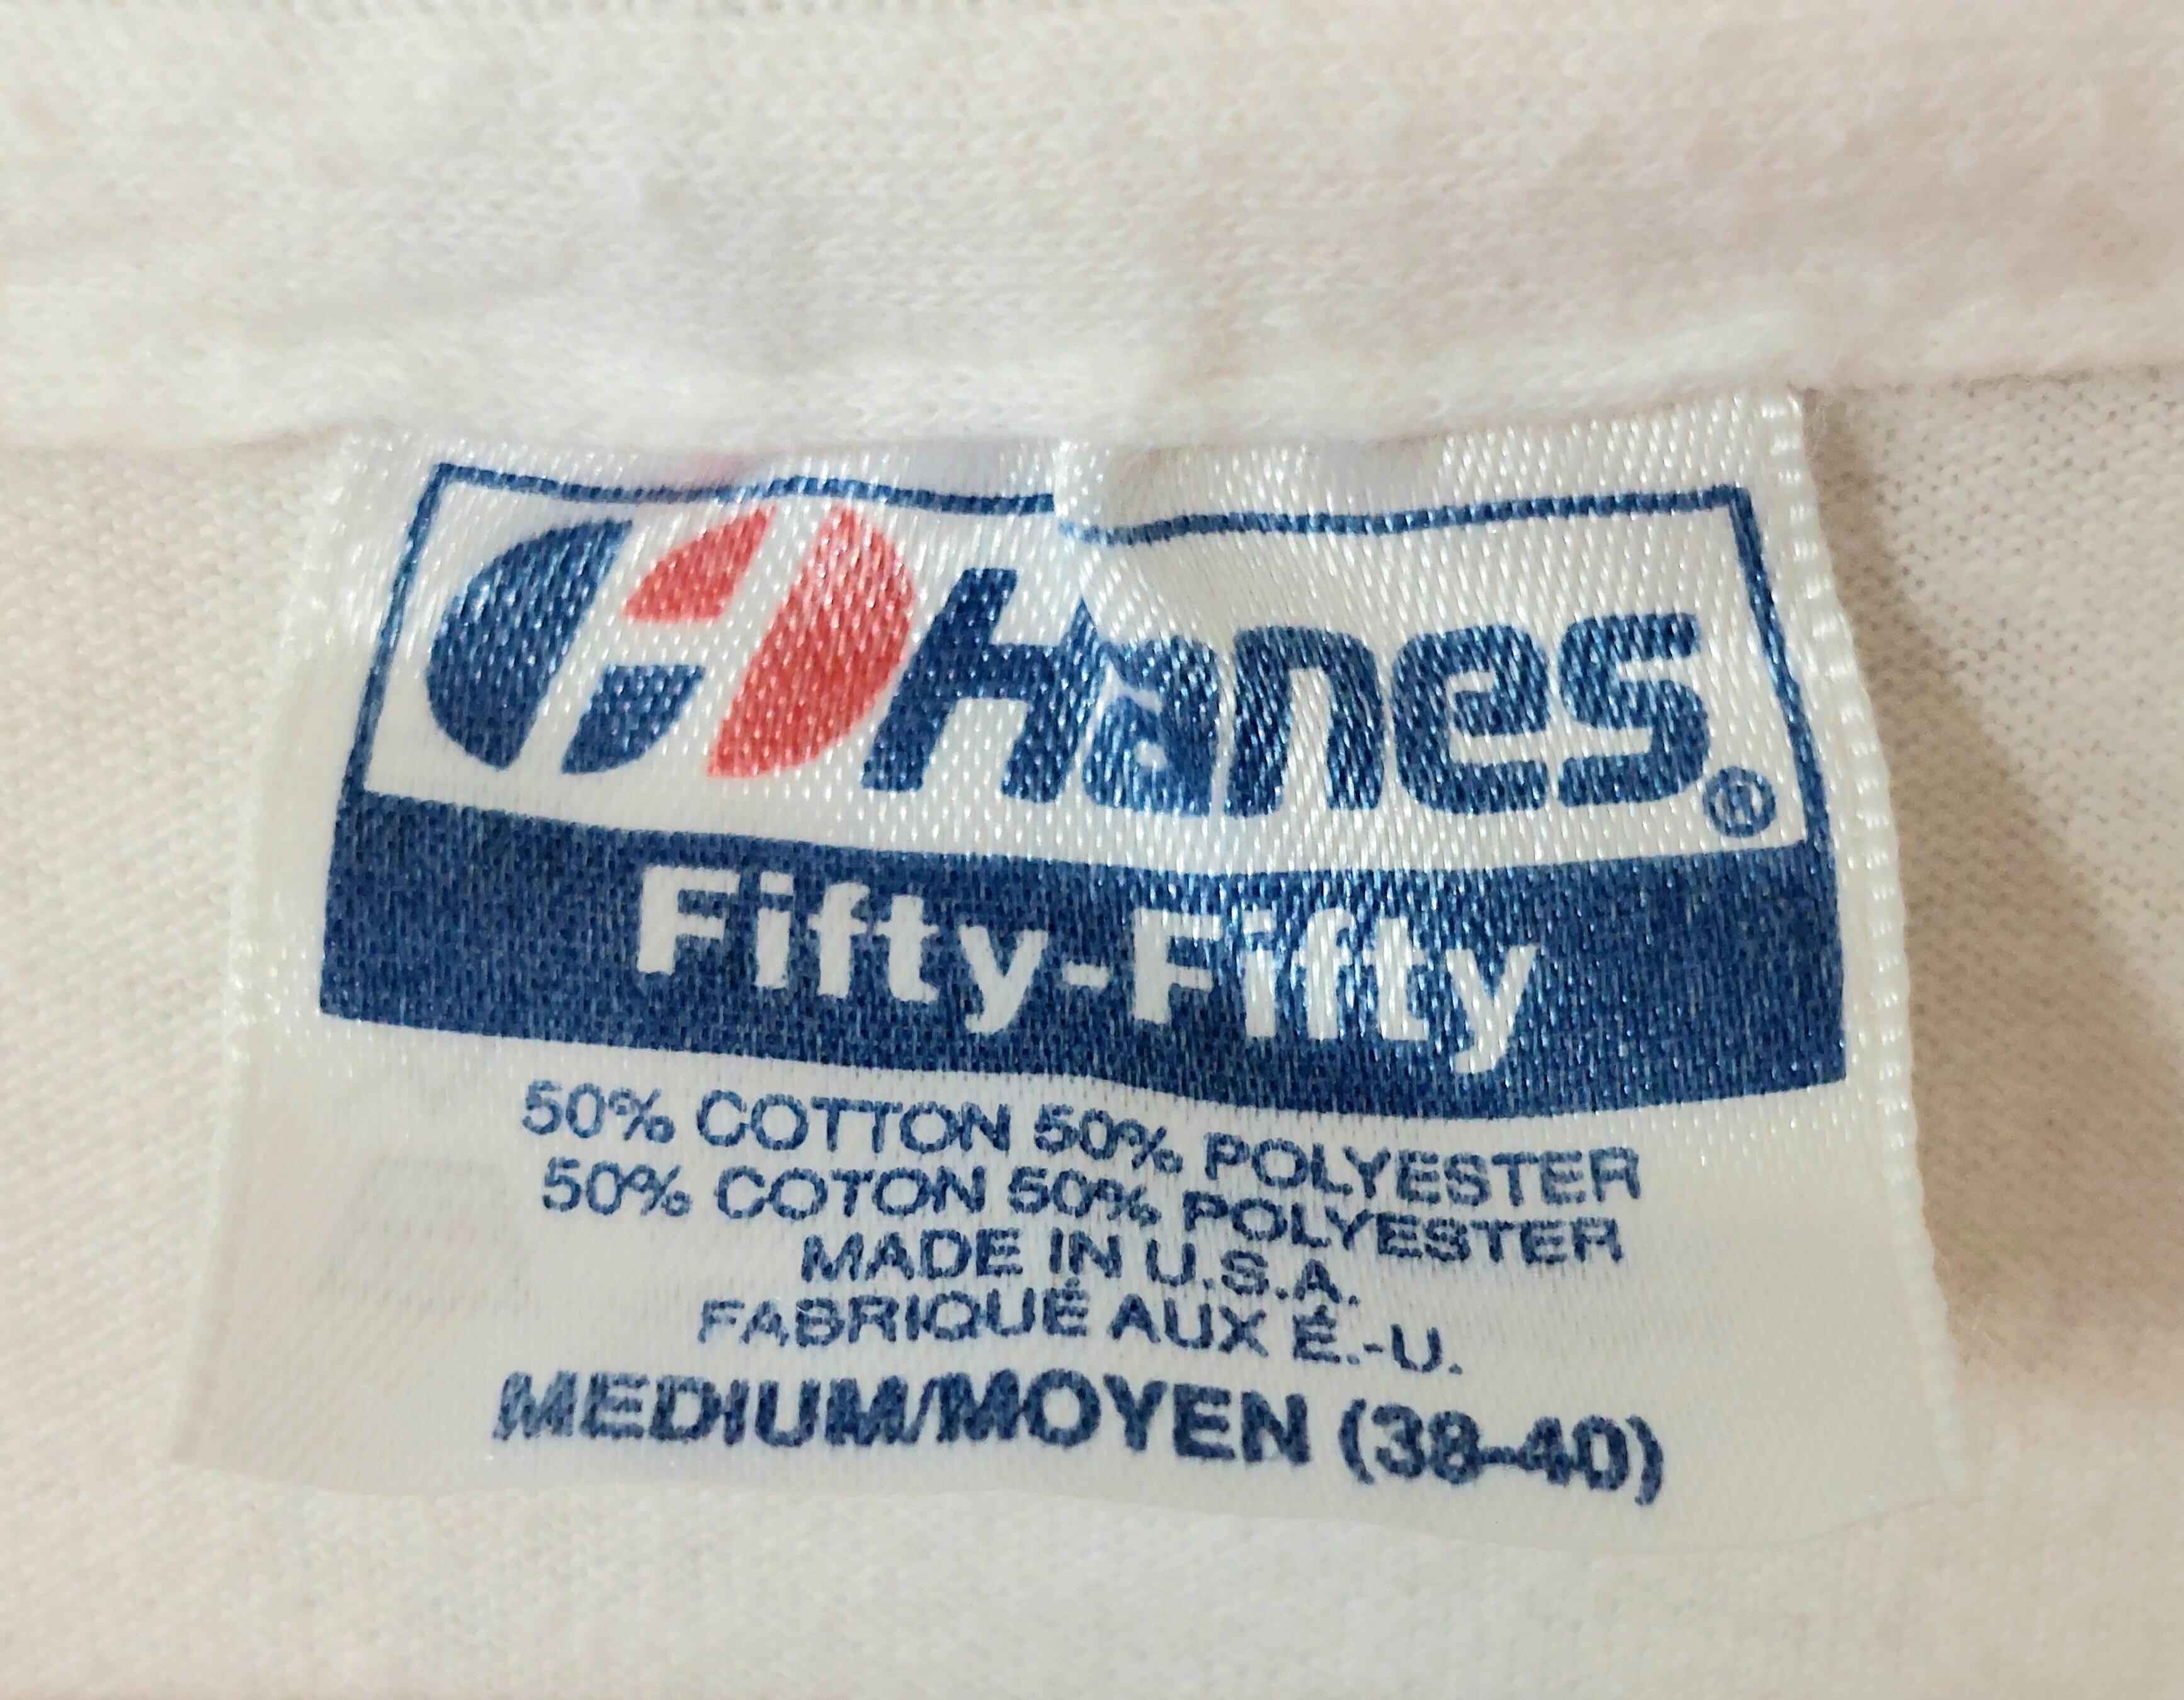 Hanes®
Fifty-Fifty
50% COTTON 50% POLYESTER
50% COTON 50% POLYESTER
MADE IN U.S.A.
FABRIQUÉ AUX É.-U.
MEDIUM/MOYEN (38-40)